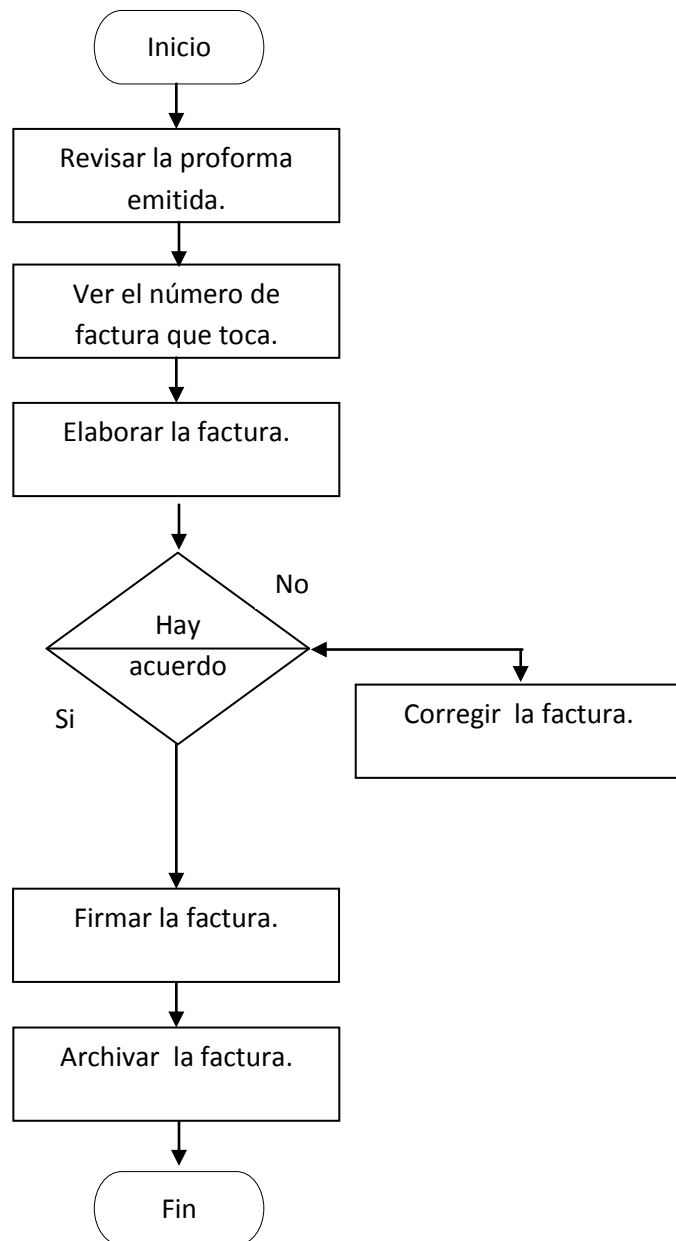 Inicio
Revisar la proforma
emitida.
Ver el número de
factura que toca.
Elaborar la factura.
No
Hay
acuerdo
Si
Corregir  la factura.
Firmar la factura.
Archivar  la factura.
Fin